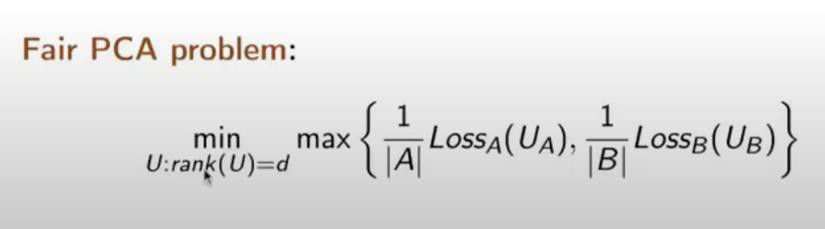 Fair PCA problem:
min max { 1/|A| Loss_A(U_A), 1/|B| Loss_B(U_B) }
U:rank(U)=d